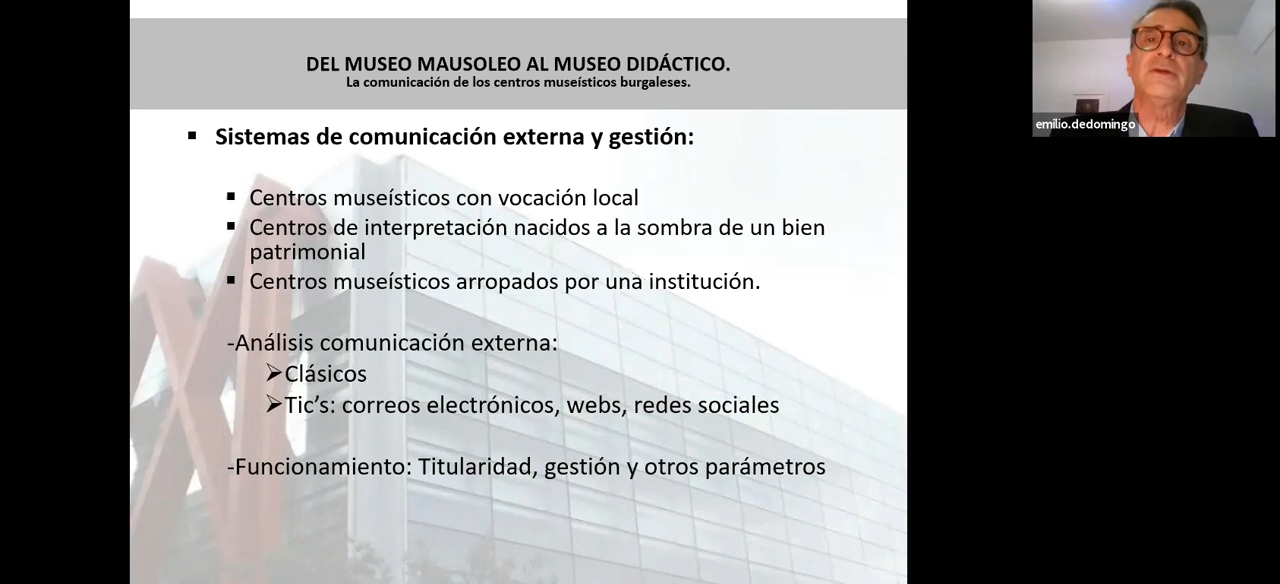 DEL MUSEO MAUSOLEO AL MUSEO DIDÁCTICO.
La comunicación de los centros museísticos burgaleses.
▪ Sistemas de comunicación externa y gestión:
▪ Centros museísticos con vocación local
▪ Centros de interpretación nacidos a la sombra de un bien
patrimonial
▪ Centros museísticos arropados por una institución.
-Análisis comunicación externa:
➢Clásicos
➢Tic’s: correos electrónicos, webs, redes sociales
-Funcionamiento: Titularidad, gestión y otros parámetros
emilio.dedomingo